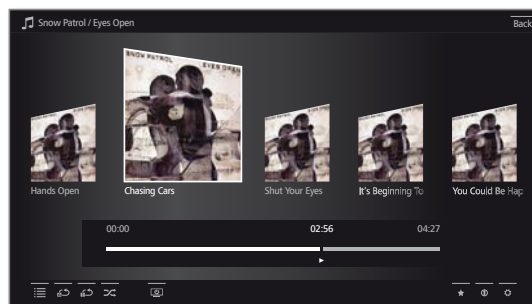 Snow Patrol / Eyes Open
Back
SNOW PATROL EYES OPEN
Hands Open
Chasing Cars
Shut Your Eyes
It's Beginning To
You Could Be Hap
00:00 02:56 04:27